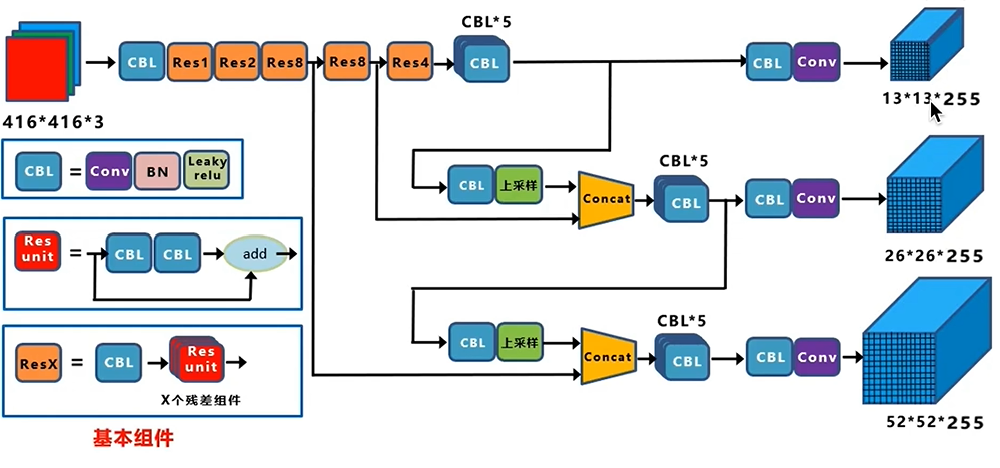 CBL*5
CBL
Res1
Res2
Res8
Res8
Res4
CBL
CBL
Conv
13*13*255
416*416*3
CBL
=
Conv
BN
Leaky
relu
CBL
上采样
Concat
CBL*5
CBL
CBL
Conv
26*26*255
Res
unit
=
CBL
CBL
add
CBL
上采样
Concat
CBL*5
CBL
CBL
Conv
52*52*255
ResX
=
CBL
Res
unit
X个残差组件
基本组件